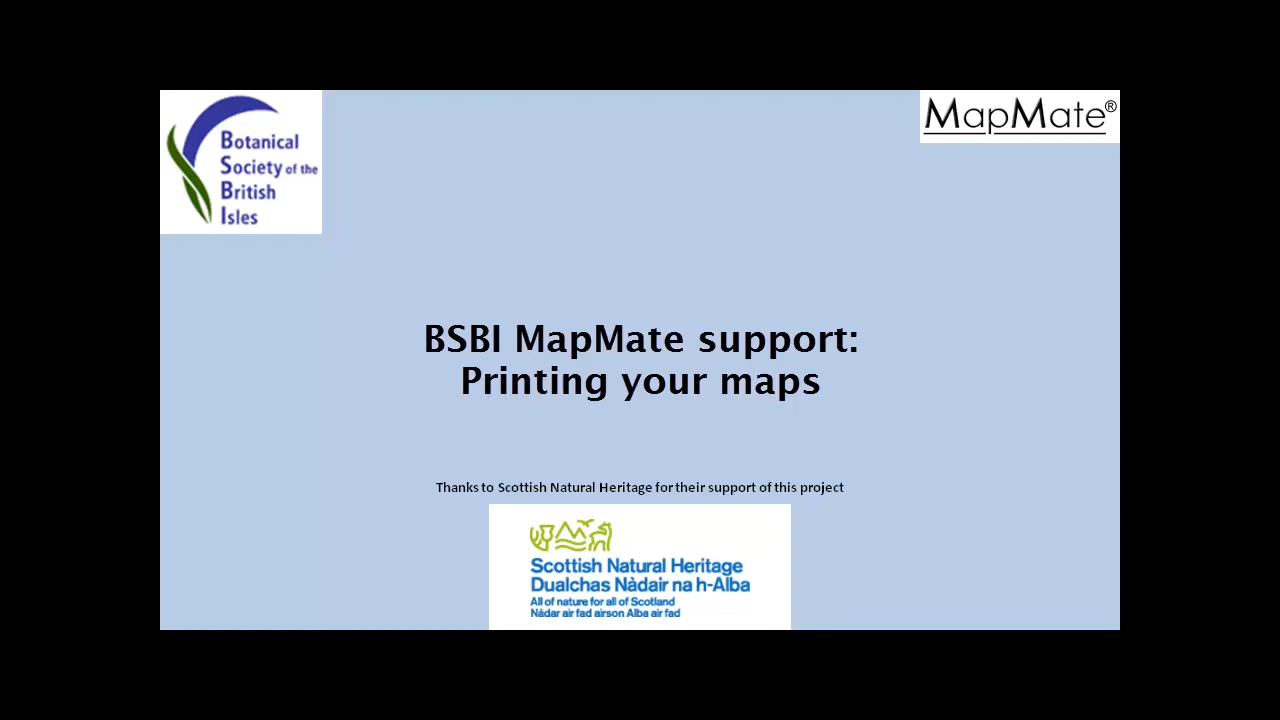 Botanical
Society of the
British
Isles
MapMate®
BSBI MapMate support:
Printing your maps
Thanks to Scottish Natural Heritage for their support of this project
Scottish Natural Heritage
Dualchas Nàdair na h-Alba
All of nature for all of Scotland
Nàdar air fad airson Alba air fad